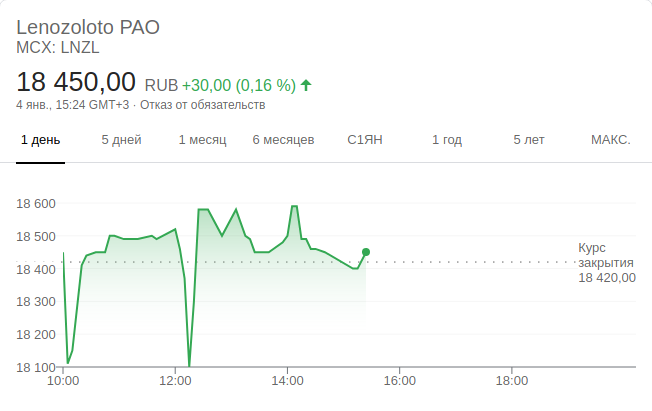 Lenozoloto PAO
MCX: LNZL
18 450,00 RUB +30,00 (0,16 %)
4 янв., 15:24 GMT+3 · Отказ от обязательств
1 день 5 дней 1 месяц 6 месяцев С1ЯН 1 год 5 лет МАКС.
18 600
18 500
18 400
18 300
18 200
18 100
Курс
закрытия
18 420,00
10:00 12:00 14:00 16:00 18:00